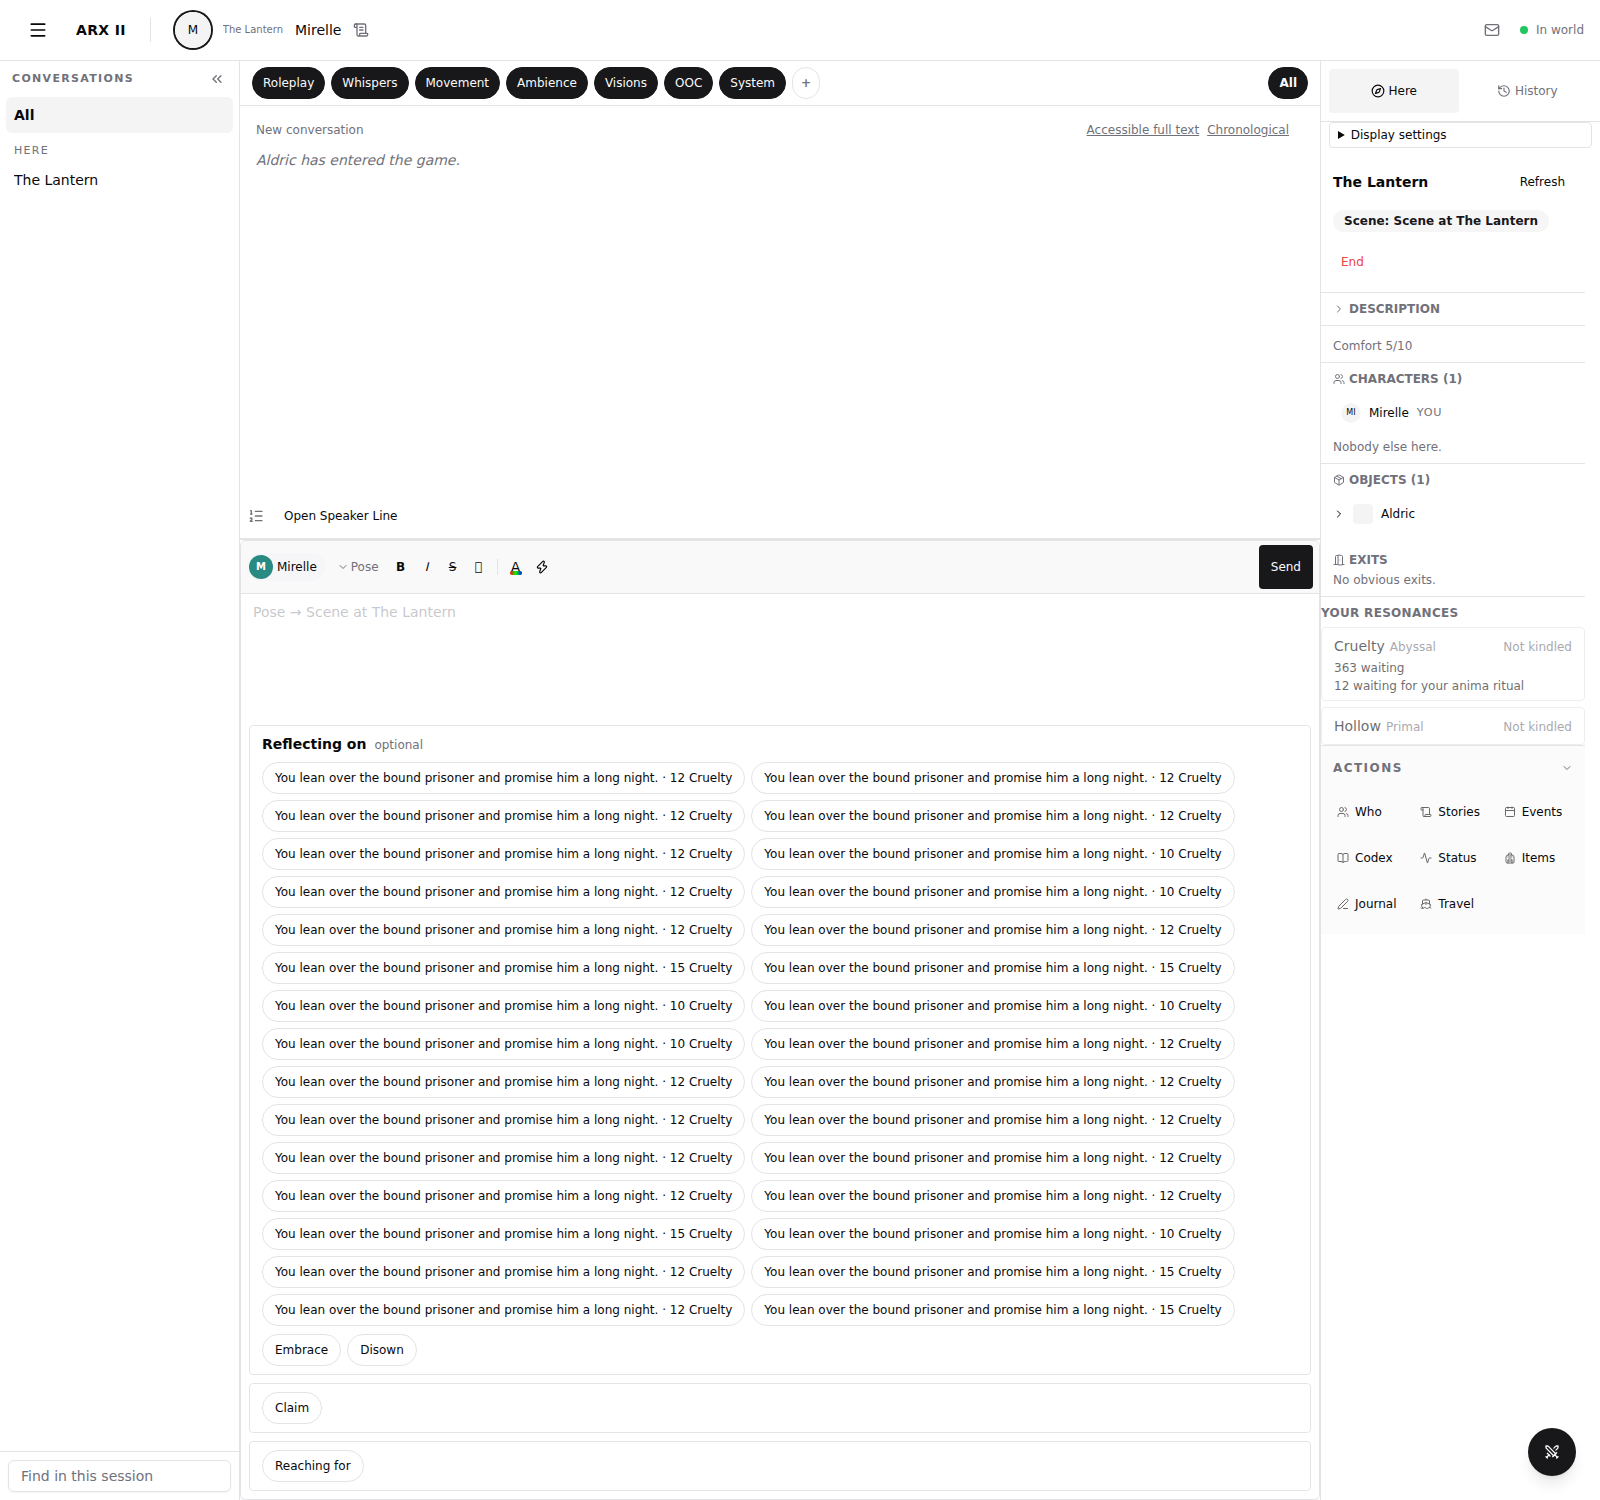 ARX II
M
The Lantern
Mirelle
In world
CONVERSATIONS
All
HERE
The Lantern
Find in this session
Roleplay
Whispers
Movement
Ambience
Visions
OOC
System
+
All
New conversation
Accessible full text
Chronological
Aldric has entered the game.
Open Speaker Line
M
Mirelle
Pose
B
I
S
A
Send
Pose → Scene at The Lantern
Reflecting on optional
You lean over the bound prisoner and promise him a long night. · 12 Cruelty
You lean over the bound prisoner and promise him a long night. · 12 Cruelty
You lean over the bound prisoner and promise him a long night. · 12 Cruelty
You lean over the bound prisoner and promise him a long night. · 12 Cruelty
You lean over the bound prisoner and promise him a long night. · 12 Cruelty
You lean over the bound prisoner and promise him a long night. · 10 Cruelty
You lean over the bound prisoner and promise him a long night. · 12 Cruelty
You lean over the bound prisoner and promise him a long night. · 10 Cruelty
You lean over the bound prisoner and promise him a long night. · 12 Cruelty
You lean over the bound prisoner and promise him a long night. · 12 Cruelty
You lean over the bound prisoner and promise him a long night. · 15 Cruelty
You lean over the bound prisoner and promise him a long night. · 15 Cruelty
You lean over the bound prisoner and promise him a long night. · 10 Cruelty
You lean over the bound prisoner and promise him a long night. · 10 Cruelty
You lean over the bound prisoner and promise him a long night. · 10 Cruelty
You lean over the bound prisoner and promise him a long night. · 12 Cruelty
You lean over the bound prisoner and promise him a long night. · 12 Cruelty
You lean over the bound prisoner and promise him a long night. · 12 Cruelty
You lean over the bound prisoner and promise him a long night. · 12 Cruelty
You lean over the bound prisoner and promise him a long night. · 12 Cruelty
You lean over the bound prisoner and promise him a long night. · 12 Cruelty
You lean over the bound prisoner and promise him a long night. · 12 Cruelty
You lean over the bound prisoner and promise him a long night. · 12 Cruelty
You lean over the bound prisoner and promise him a long night. · 12 Cruelty
You lean over the bound prisoner and promise him a long night. · 15 Cruelty
You lean over the bound prisoner and promise him a long night. · 10 Cruelty
You lean over the bound prisoner and promise him a long night. · 12 Cruelty
You lean over the bound prisoner and promise him a long night. · 15 Cruelty
You lean over the bound prisoner and promise him a long night. · 12 Cruelty
You lean over the bound prisoner and promise him a long night. · 15 Cruelty
Embrace
Disown
Claim
Reaching for
Here
History
Display settings
The Lantern
Refresh
Scene: Scene at The Lantern
End
DESCRIPTION
Comfort 5/10
CHARACTERS (1)
MI
Mirelle YOU
Nobody else here.
OBJECTS (1)
Aldric
EXITS
No obvious exits.
YOUR RESONANCES
Cruelty Abyssal
Not kindled
363 waiting
12 waiting for your anima ritual
Hollow Primal
Not kindled
ACTIONS
Who
Stories
Events
Codex
Status
Items
Journal
Travel